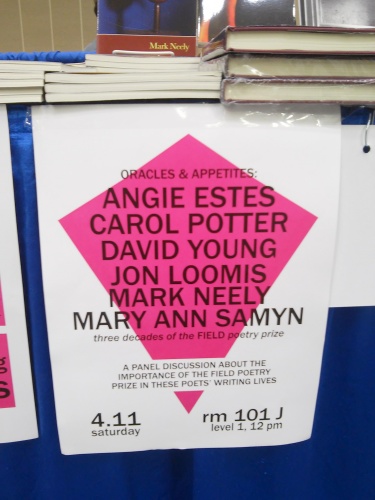 Mark Neely
ORACLES & APPETITES:
ANGIE ESTES
CAROL POTTER
DAVID YOUNG
JON LOOMIS
MARK NEELY
MARY ANN SAMYN
three decades of the FIELD poetry prize
A PANEL DISCUSSION ABOUT THE
IMPORTANCE OF THE FIELD POETRY
PRIZE IN THESE POETS' WRITING LIVES
4.11
saturday
rm 101 J
level 1, 12 pm